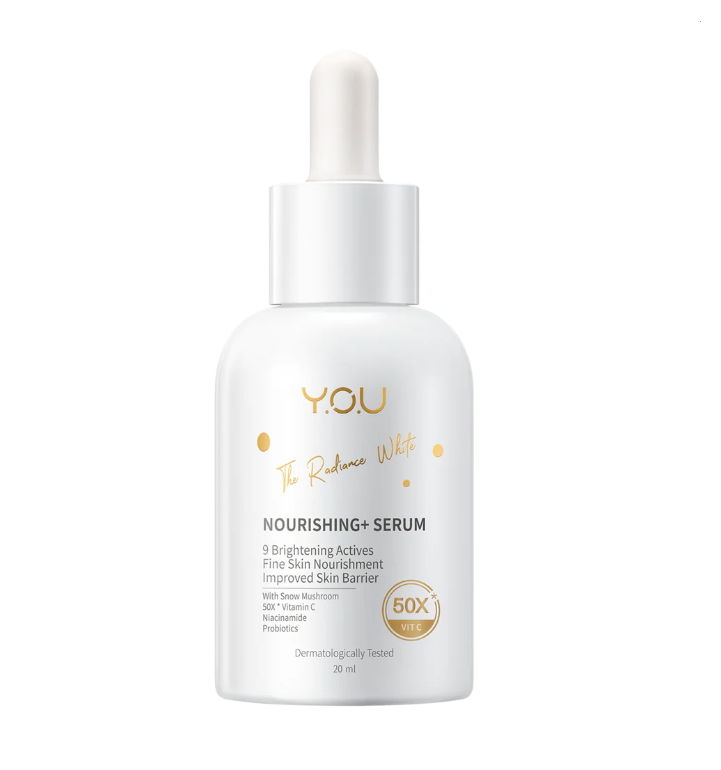 Y.O.U
The Radiance White
NOURISHING+ SERUM
9 Brightening Actives
Fine Skin Nourishment
Improved Skin Barrier
With Snow Mushroom
50X * Vitamin C
Niacinamide
Probiotics
50X*
VIT C
Dermatologically Tested
20 ml